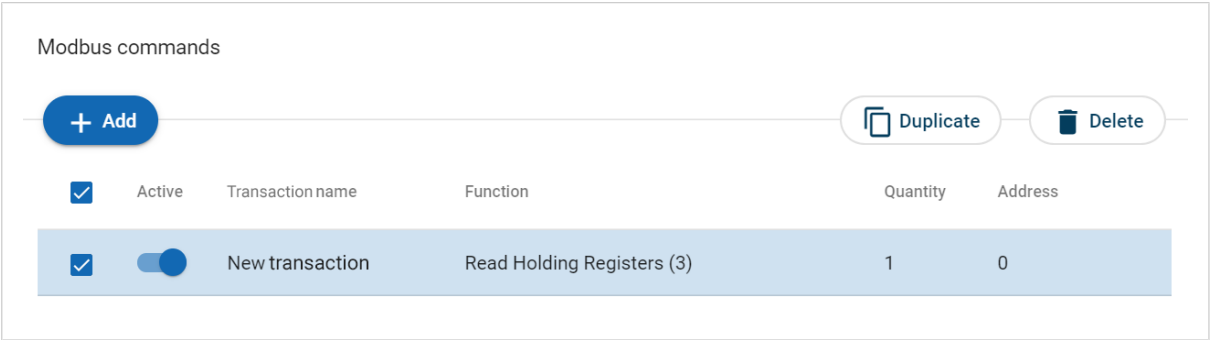 Modbus commands
Add Duplicate Delete
Active Transaction name Function Quantity Address
New transaction Read Holding Registers (3) 1 0